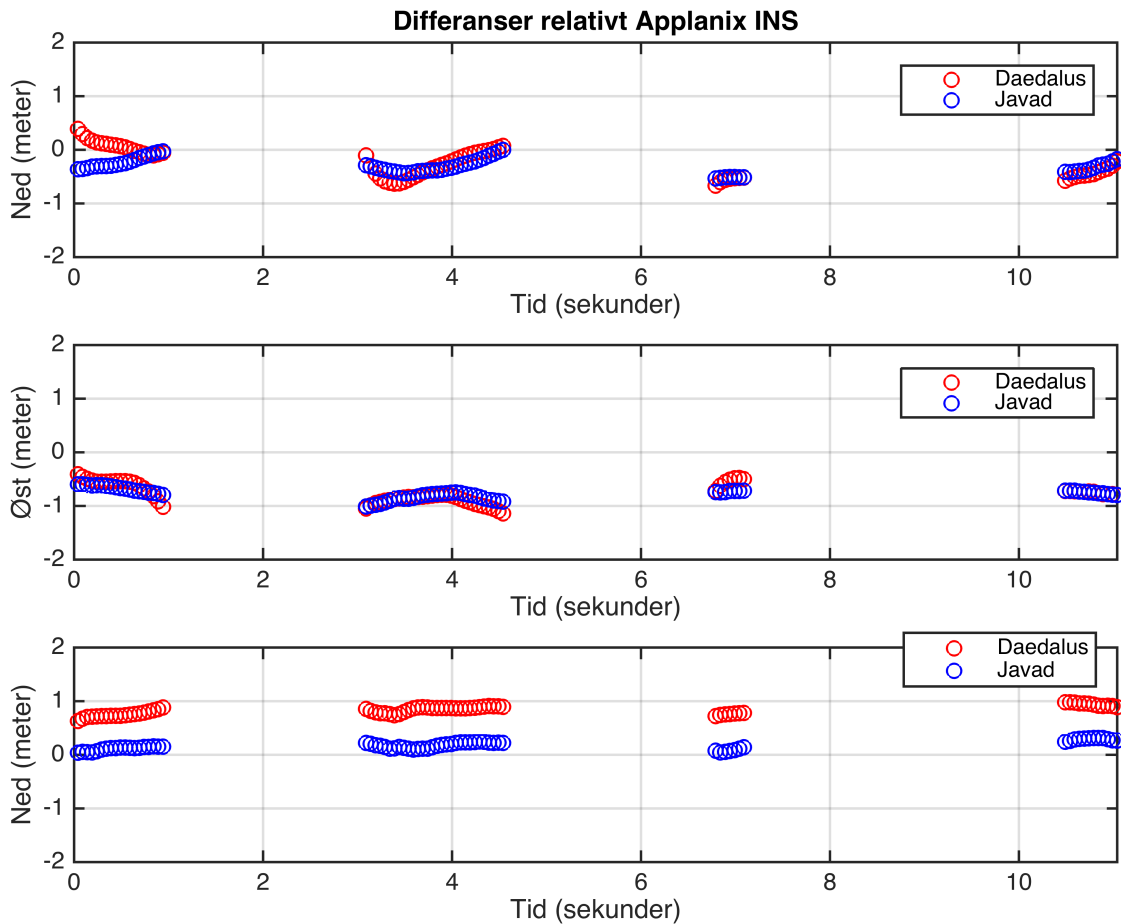 Differanser relativt Applanix INS
2
1
0
-1
-2
Ned (meter)
Daedalus
Javad
0 2 4 6 8 10
Tid (sekunder)
2
1
0
-1
-2
Øst (meter)
Daedalus
Javad
0 2 4 6 8 10
Tid (sekunder)
2
1
0
-1
-2
Ned (meter)
Daedalus
Javad
0 2 4 6 8 10
Tid (sekunder)